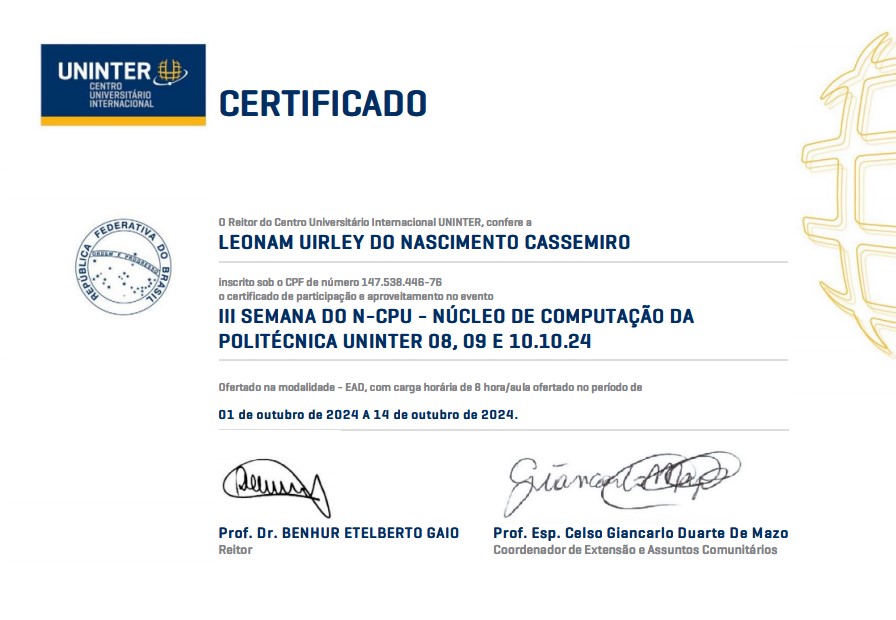 UNINTER
CENTRO
UNIVERSITÁRIO
INTERNACIONAL
CERTIFICADO
REPÚBLICA FEDERATIVA DO BRASIL
ORDEM E PROGRESSO
O Reitor do Centro Universitário Internacional UNINTER, confere a
LEONAM UIRLEY DO NASCIMENTO CASSEMIRO
inscrito sob o CPF de número 147.538.446-76
o certificado de participação e aproveitamento no evento
III SEMANA DO N-CPU - NÚCLEO DE COMPUTAÇÃO DA
POLITÉCNICA UNINTER 08, 09 E 10.10.24
Ofertado na modalidade - EAD, com carga horária de 8 hora/aula ofertado no período de
01 de outubro de 2024 A 14 de outubro de 2024.
Prof. Dr. BENHUR ETELBERTO GAIO
Reitor
Prof. Esp. Celso Giancarlo Duarte De Mazo
Coordenador de Extensão e Assuntos Comunitários